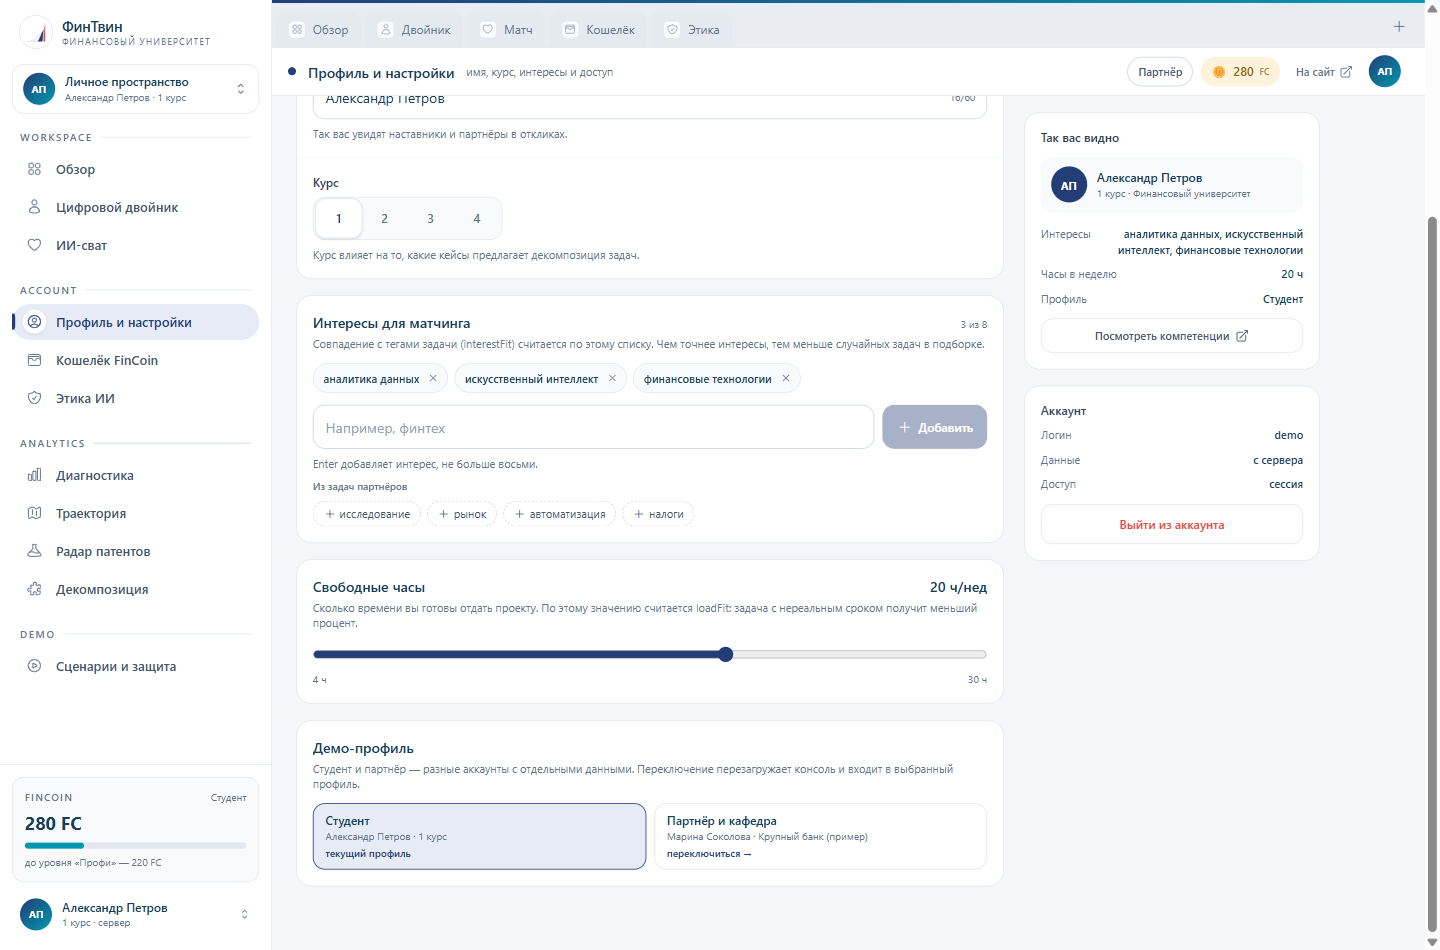 ФинТвин
ФИНАНСОВЫЙ УНИВЕРСИТЕТ
АП
Личное пространство
Александр Петров · 1 курс
WORKSPACE
Обзор
Цифровой двойник
ИИ-сват
ACCOUNT
Профиль и настройки
Кошелёк FinCoin
Этика ИИ
ANALYTICS
Диагностика
Траектория
Радар патентов
Декомпозиция
DEMO
Сценарии и защита
FINCOIN
Студент
280 FC
до уровня «Профи» — 220 FC
АП
Александр Петров
1 курс · сервер
Обзор
Двойник
Матч
Кошелёк
Этика
Профиль и настройки
имя, курс, интересы и доступ
Партнёр
280 FC
На сайт
АП
Александр Петров
16/60
Так вас увидят наставники и партнёры в откликах.
Курс
1
2
3
4
Курс влияет на то, какие кейсы предлагает декомпозиция задач.
Интересы для матчинга
3 из 8
Совпадение с тегами задачи (interestFit) считается по этому списку. Чем точнее интересы, тем меньше случайных задач в подборке.
аналитика данных ×
искусственный интеллект ×
финансовые технологии ×
Например, финтех
+ Добавить
Enter добавляет интерес, не больше восьми.
Из задач партнёров
+ исследование
+ рынок
+ автоматизация
+ налоги
Свободные часы
20 ч/нед
Сколько времени вы готовы отдать проекту. По этому значению считается loadFit: задача с нереальным сроком получит меньший
процент.
4 ч
30 ч
Демо-профиль
Студент и партнёр — разные аккаунты с отдельными данными. Переключение перезагружает консоль и входит в выбранный
профиль.
Студент
Александр Петров · 1 курс
текущий профиль
Партнёр и кафедра
Марина Соколова · Крупный банк (пример)
переключиться →
Так вас видно
АП
Александр Петров
1 курс · Финансовый университет
Интересы
аналитика данных, искусственный
интеллект, финансовые технологии
Часы в неделю
20 ч
Профиль
Студент
Посмотреть компетенции
Аккаунт
Логин
demo
Данные
с сервера
Доступ
сессия
Выйти из аккаунта